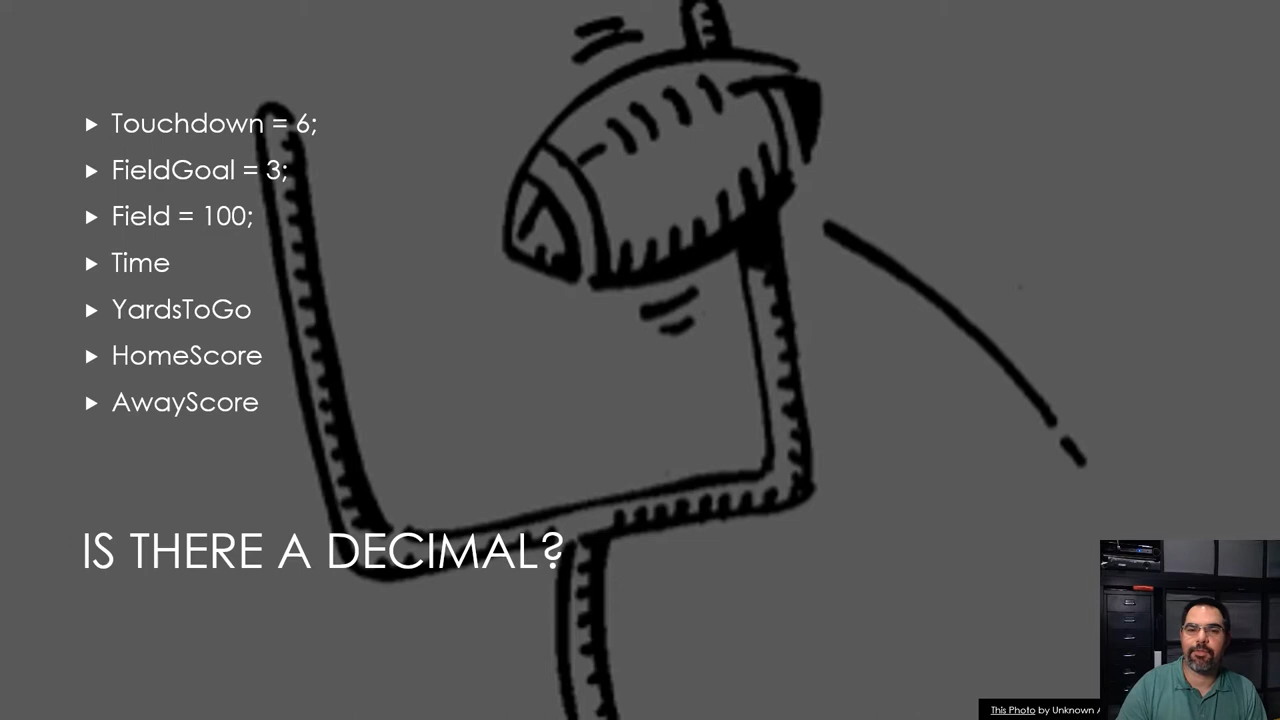 Touchdown = 6;
FieldGoal = 3;
Field = 100;
Time
YardsToGo
HomeScore
AwayScore
IS THERE A DECIMAL?
This Photo by Unknown A